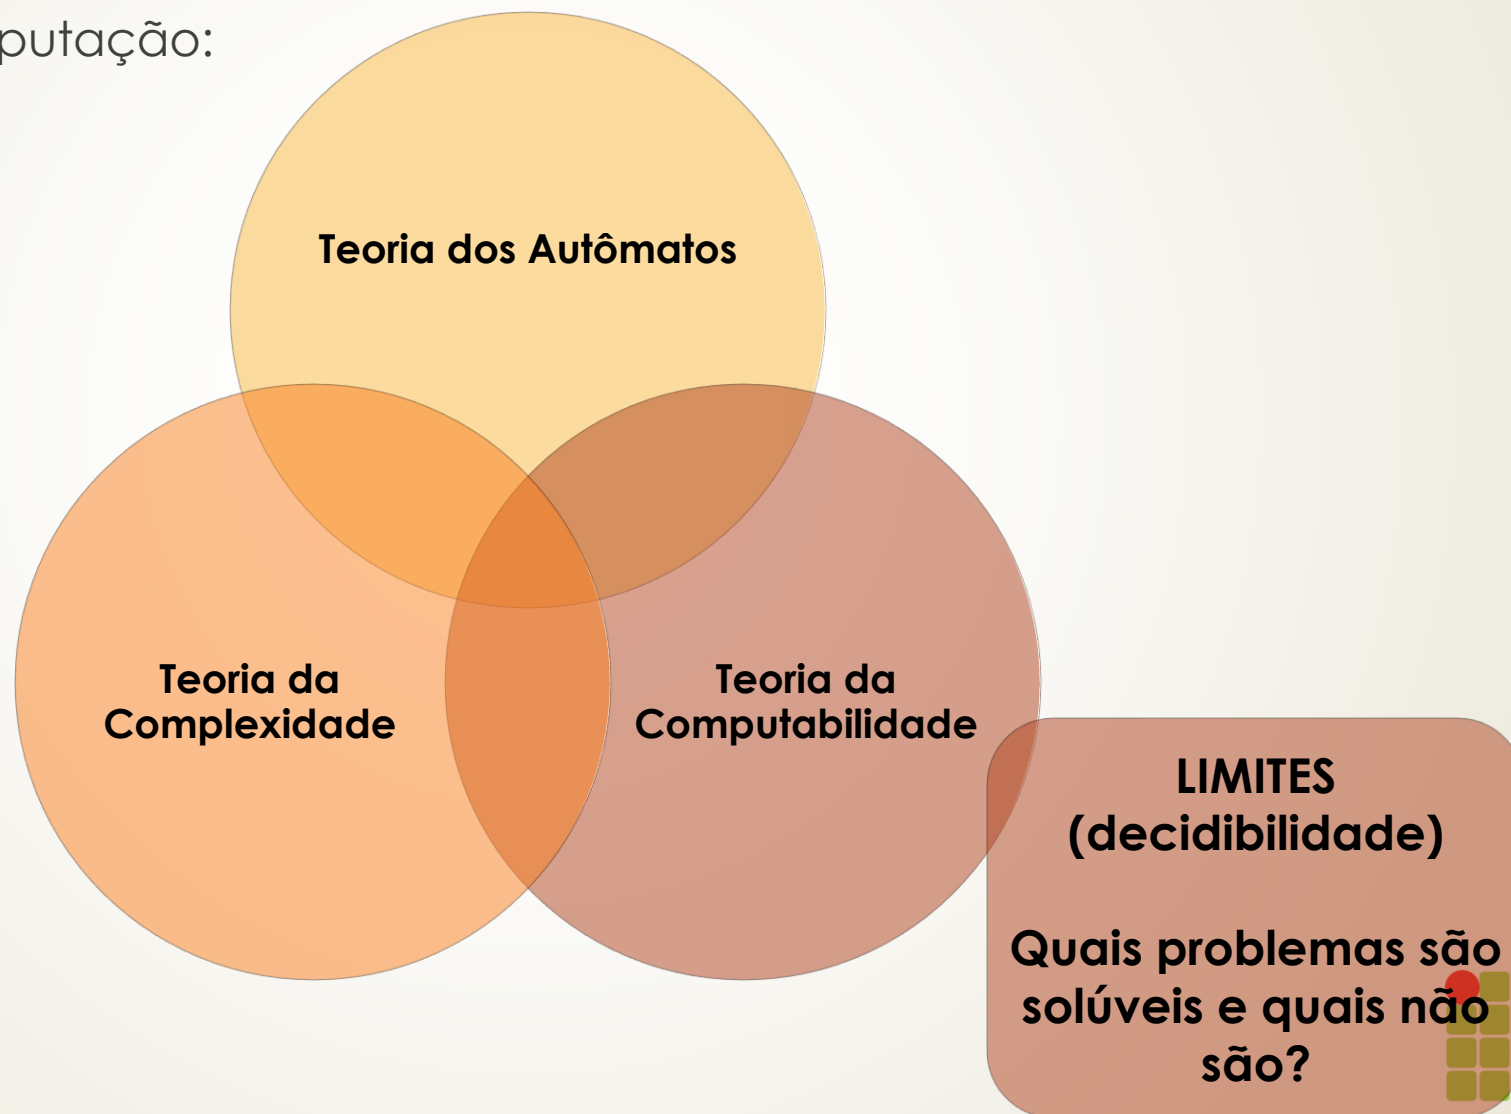 putação:
Teoria dos Autômatos
Teoria da
Complexidade
Teoria da
Computabilidade
LIMITES
(decidibilidade)
Quais problemas são
solúveis e quais não
são?